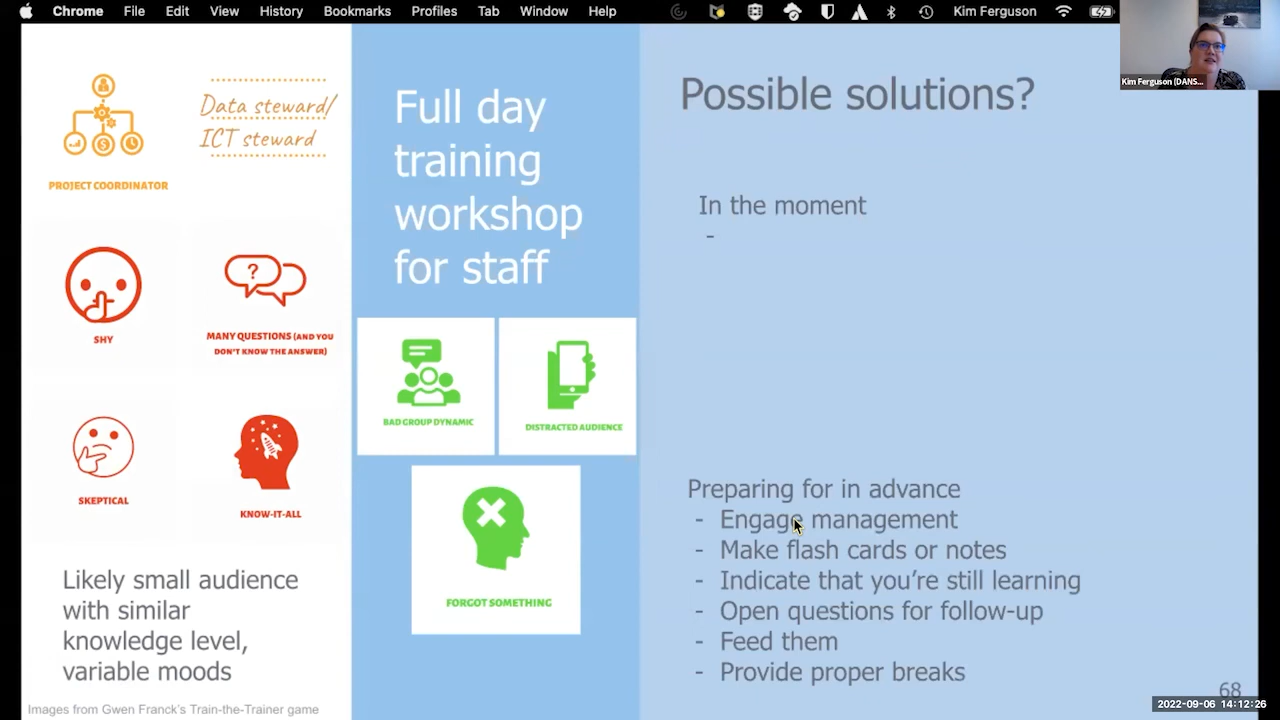 Chrome File Edit View History Bookmarks Profiles Tab Window Help Kim Ferguson
Kim Ferguson (DANS...
Data steward/
ICT steward
PROJECT COORDINATOR
SHY
MANY QUESTIONS (AND YOU
DON'T KNOW THE ANSWER)
SKEPTICAL
KNOW-IT-ALL
Likely small audience
with similar
knowledge level,
variable moods
Images from Gwen Franck's Train-the-Trainer game
Full day
training
workshop
for staff
BAD GROUP DYNAMIC
DISTRACTED AUDIENCE
FORGOT SOMETHING
Possible solutions?
In the moment
-
Preparing for in advance
- Engage management
- Make flash cards or notes
- Indicate that you're still learning
- Open questions for follow-up
- Feed them
- Provide proper breaks
68
2022-09-06 14:12:26